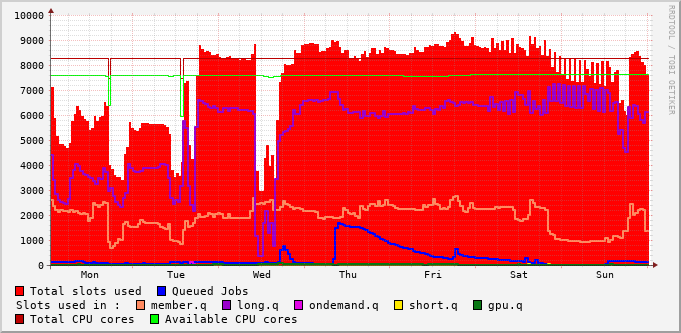 RRDTOOL / TOBI OETIKER
10000
9000
8000
7000
6000
5000
4000
3000
2000
1000
0
Mon Tue Wed Thu Fri Sat Sun
Total slots used Queued Jobs
Slots used in : member.q long.q ondemand.q short.q gpu.q
Total CPU cores Available CPU cores